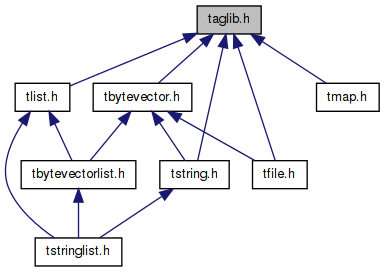 taglib.h
tlist.h
tbytevector.h
tmap.h
tbytevectorlist.h
tstring.h
tfile.h
tstringlist.h